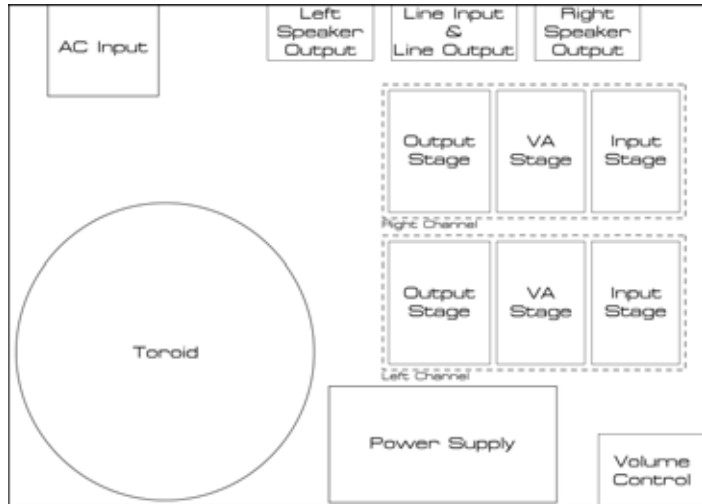 AC Input
Left
Speaker
Output
Line Input
&
Line Output
Right
Speaker
Output
Output
Stage
VA
Stage
Input
Stage
Right Channel
Output
Stage
VA
Stage
Input
Stage
Left Channel
Toroid
Power Supply
Volume
Control